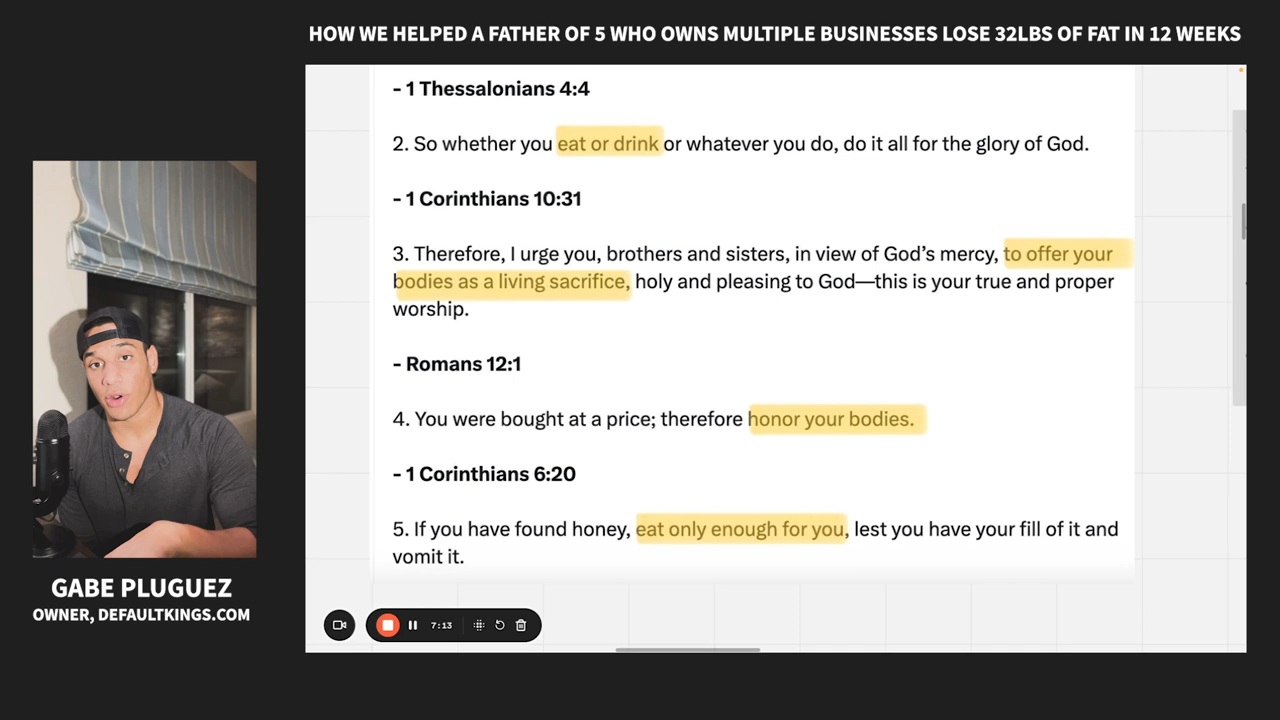 HOW WE HELPED A FATHER OF 5 WHO OWNS MULTIPLE BUSINESSES LOSE 32LBS OF FAT IN 12 WEEKS
- 1 Thessalonians 4:4
2. So whether you eat or drink or whatever you do, do it all for the glory of God.
- 1 Corinthians 10:31
3. Therefore, I urge you, brothers and sisters, in view of God's mercy, to offer your
bodies as a living sacrifice, holy and pleasing to God—this is your true and proper
worship.
- Romans 12:1
4. You were bought at a price; therefore honor your bodies.
- 1 Corinthians 6:20
5. If you have found honey, eat only enough for you, lest you have your fill of it and
vomit it.
7:13
GABE PLUGUEZ
OWNER, DEFAULTKINGS.COM